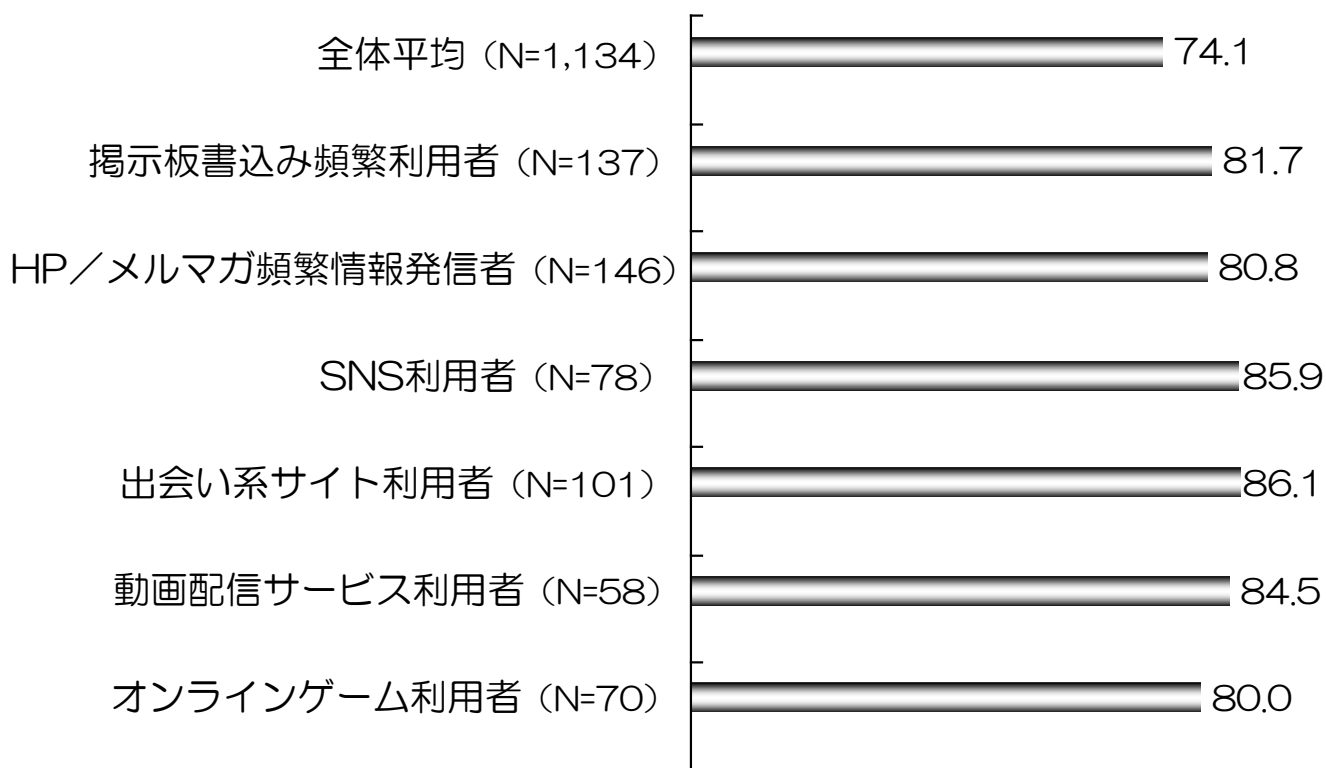 全体平均（N=1,134） 74.1
掲示板書込み頻繁利用者（N=137） 81.7
HP／メルマガ頻繁情報発信者（N=146） 80.8
SNS利用者（N=78） 85.9
出会い系サイト利用者（N=101） 86.1
動画配信サービス利用者（N=58） 84.5
オンラインゲーム利用者（N=70） 80.0